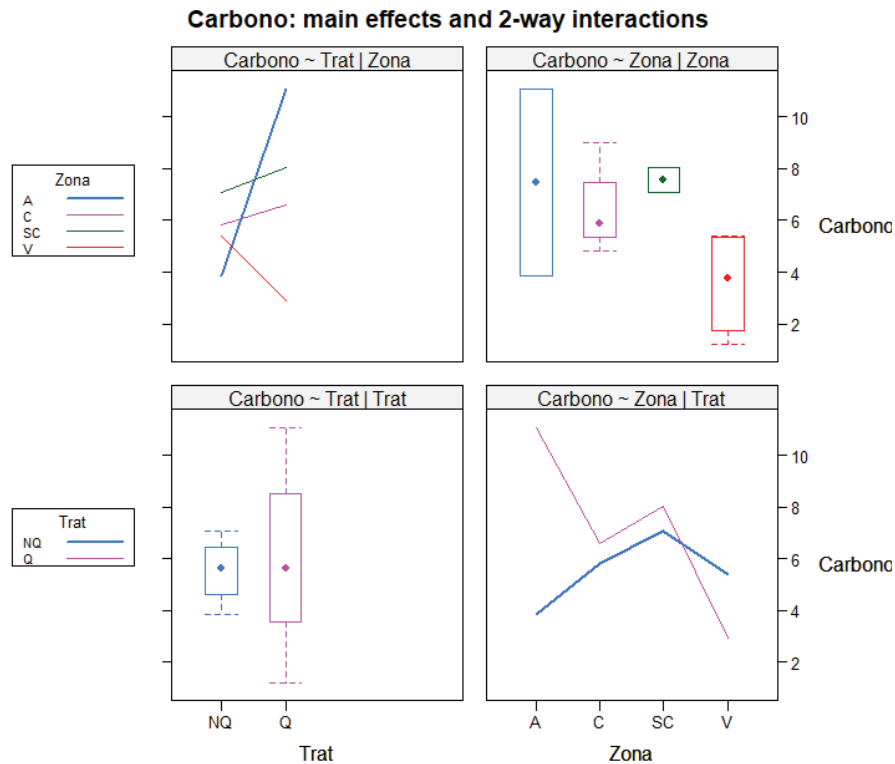 Carbono: main effects and 2-way interactions
Carbono ~ Trat | Zona
Carbono ~ Zona | Zona
Zona
A
C
SC
V
10
8
6
4
2
Carbono
Carbono ~ Trat | Trat
Carbono ~ Zona | Trat
Trat
NQ
Q
10
8
6
4
2
Carbono
NQ
Q
A
C
SC
V
Trat
Zona